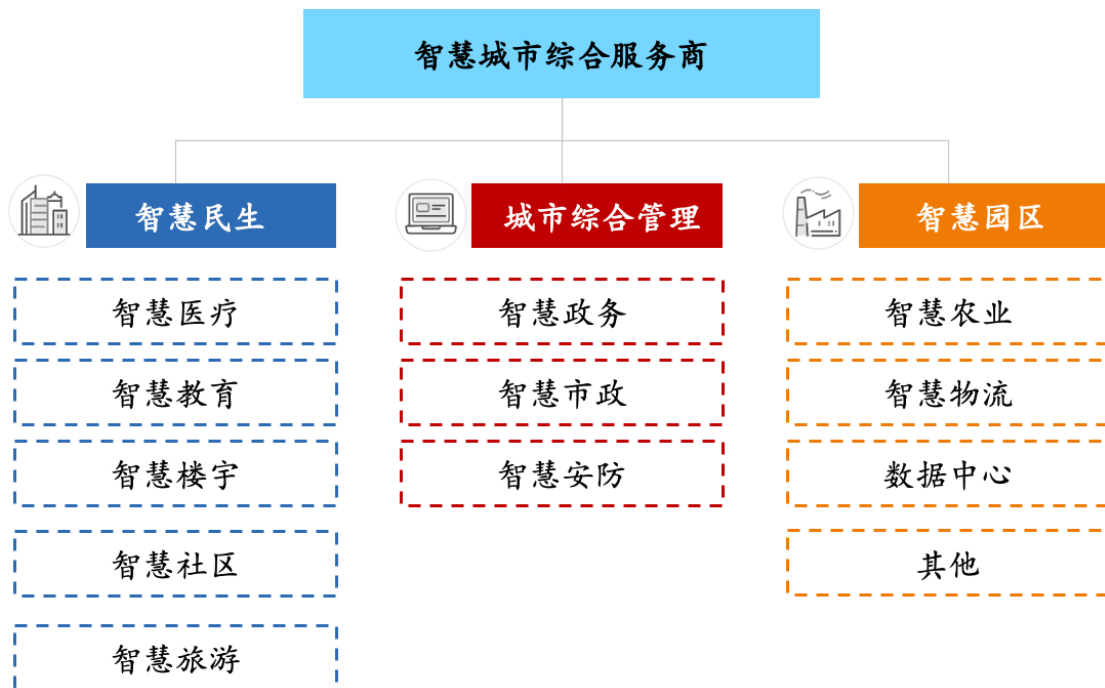 智慧城市综合服务商
智慧民生
智慧医疗
智慧教育
智慧楼宇
智慧社区
智慧旅游
城市综合管理
智慧政务
智慧市政
智慧安防
智慧园区
智慧农业
智慧物流
数据中心
其他